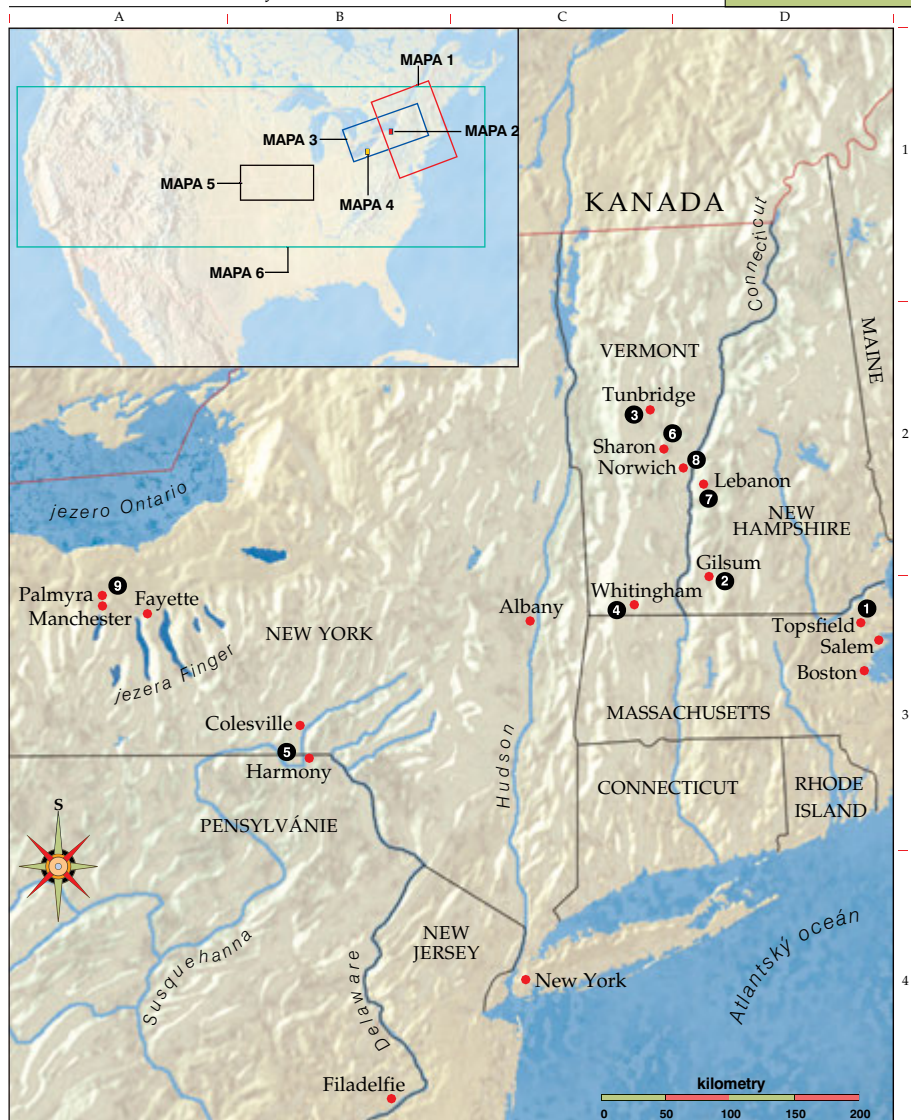 A B C D
MAPA 1
MAPA 2
MAPA 3
MAPA 4
MAPA 5
MAPA 6
1
KANADA
Connecticut
MAINE
VERMONT
Tunbridge
3
6
2
Sharon
Norwich
8
Lebanon
7
NEW
HAMPSHIRE
jezero Ontario
Gilsum
2
Palmyra
9
Manchester
Fayette
Whitingham
4
Albany
1
Topsfield
Salem
Boston
NEW YORK
jezera Finger
Colesville
5
Harmony
MASSACHUSETTS
3
Hudson
CONNECTICUT
RHODE
ISLAND
S
PENSYLVÁNIE
Susquehanna
Delaware
NEW
JERSEY
New York
Atlantský oceán
4
Filadelfie
kilometry
0 50 100 150 200